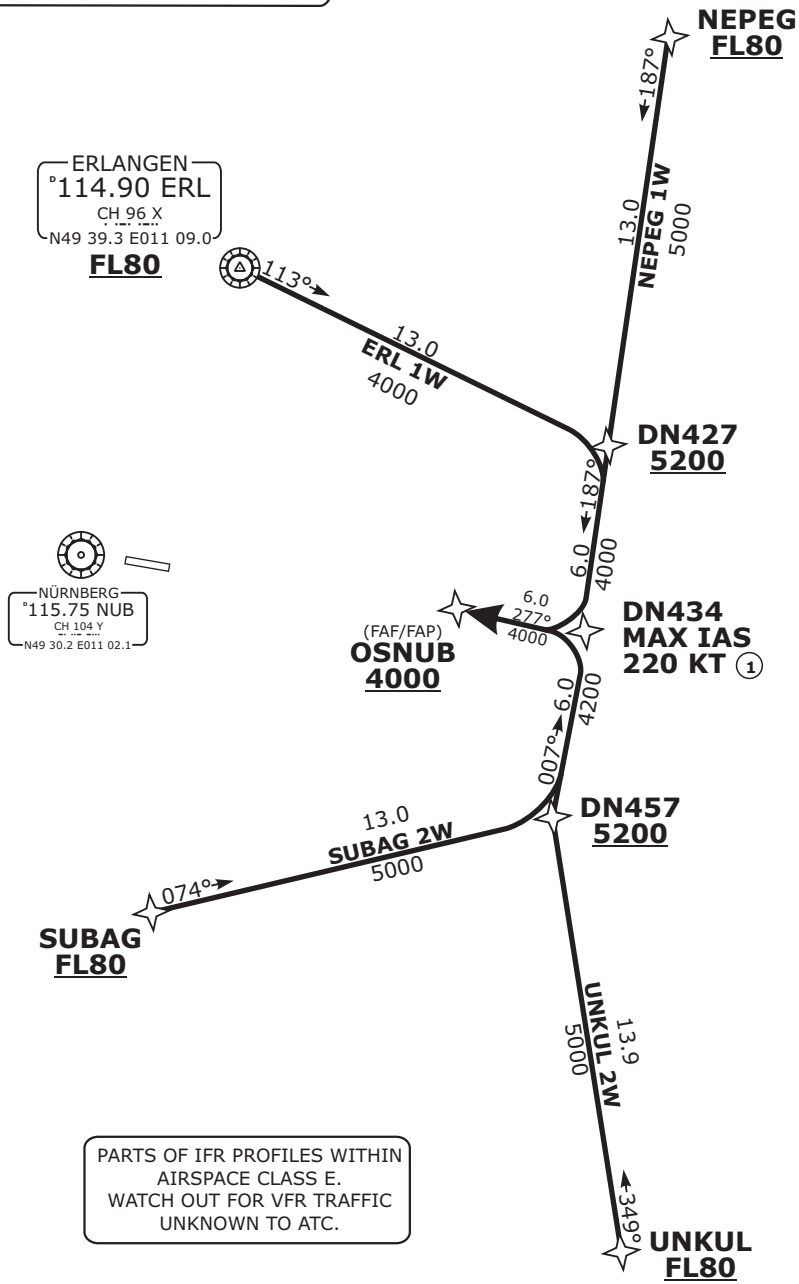 NEPEG
FL80
187°
13.0
NEPEG 1W
5000
ERLANGEN
D 114.90 ERL
CH 96 X
N49 39.3 E011 09.0
FL80
113°
13.0
ERL 1W
4000
DN427
5200
187°
6.0
4000
NÜRNBERG
D 115.75 NUB
CH 104 Y
N49 30.2 E011 02.1
(FAF/FAP)
OSNUB
4000
6.0
277°
4000
DN434
MAX IAS
220 KT 1
6.0
4200
007°
DN457
5200
13.0
SUBAG 2W
5000
074°
SUBAG
FL80
13.9
UNKUL 2W
5000
349°
UNKUL
FL80
PARTS OF IFR PROFILES WITHIN
AIRSPACE CLASS E.
WATCH OUT FOR VFR TRAFFIC
UNKNOWN TO ATC.